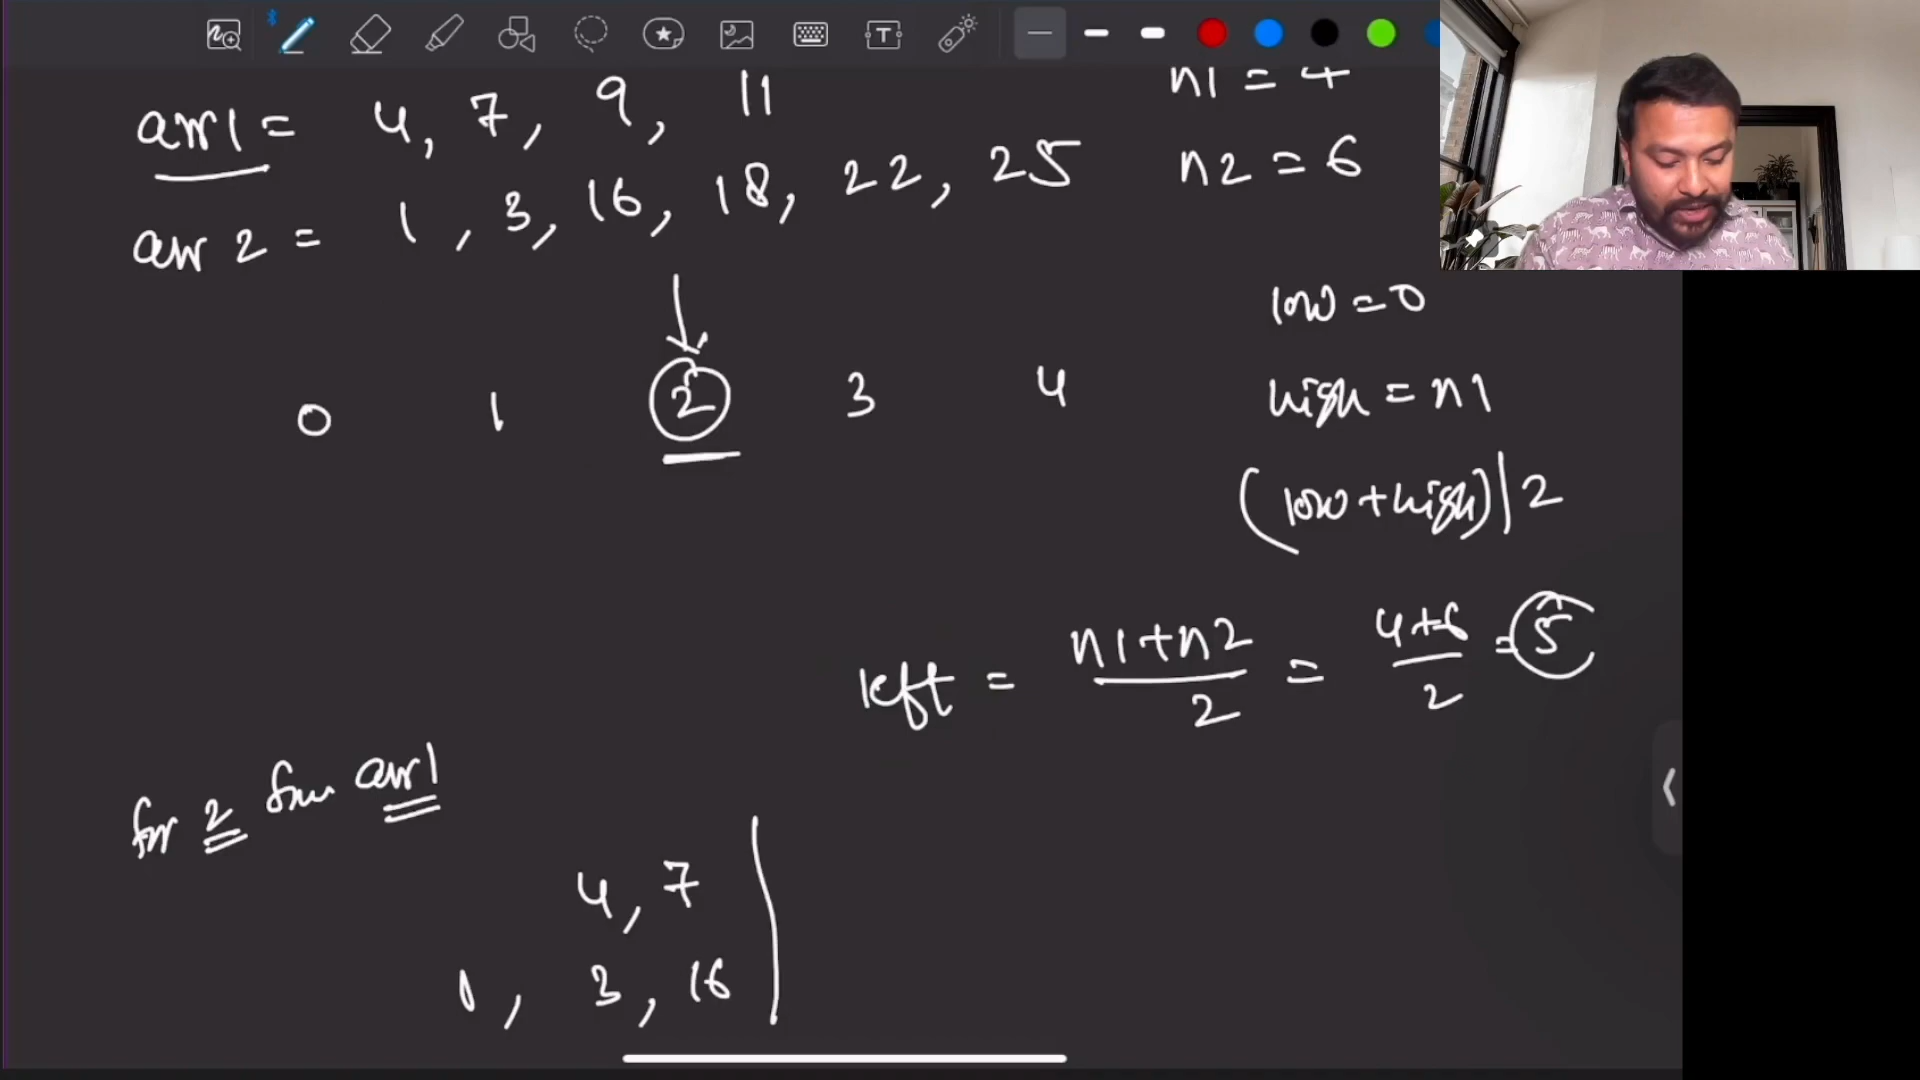 arr1 = 4, 7, 9, 11
n1 = 4
arr 2 = 1, 3, 16, 18, 22, 25
n2 = 6
low = 0
0 1 2 3 4
high = n1
(low + high) / 2
left = n1+n2 / 2 = 4+6 / 2 = 5
for 2 from arr1
4, 7
1, 3, 16